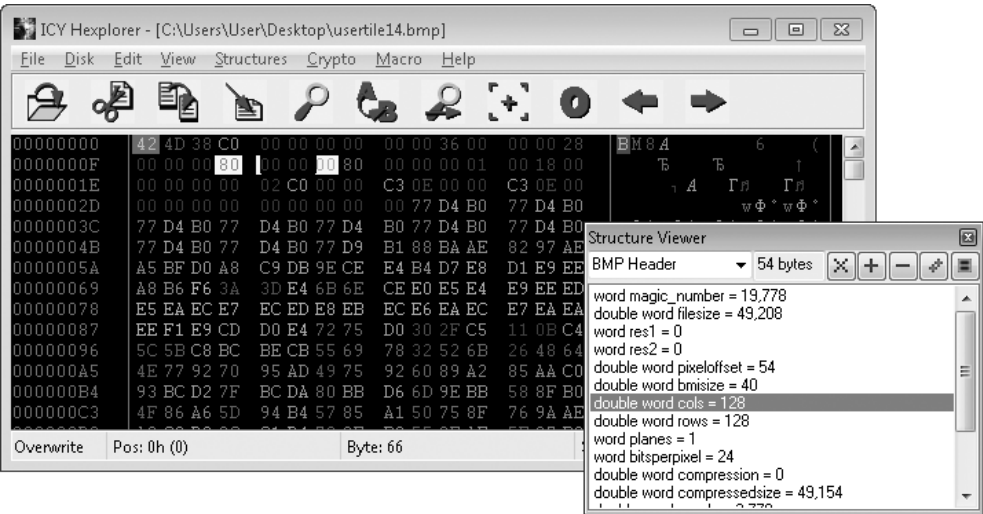 ICY Hexplorer - [C:\Users\User\Desktop\usertile14.bmp]
File Disk Edit View Structures Crypto Macro Help
00000000 42 4D 38 C0 00 00 00 00 00 00 36 00 00 00 28 BM8A 6 (
0000000F 00 00 00 80 00 00 00 80 00 00 00 01 00 18 00 Ђ Ђ ↑
0000001E 00 00 00 00 02 C0 00 00 C3 0E 00 00 C3 0E 00
0000002D 00 00 00 00 00 00 00 00 00 77 D4 B0 77 D4 B0
0000003C 77 D4 B0 77 D4 B0 77 D4 B0 77 D4 B0 77 D4 B0
0000004B 77 D4 B0 77 D4 B0 77 D9 B1 88 BA AE 82 97 AE
0000005A A5 BF D0 A8 C9 DB 9E CE E4 B4 D7 E8 D1 E9 EE
00000069 A8 B6 F6 3A 3D E4 6B 6E CE E0 E5 E4 E9 EE ED
00000078 E5 EA EC E7 EC ED E8 EB EC E6 EA EC E7 EA EA
00000087 EE F1 E9 CD D0 E4 72 75 D0 30 2F C5 11 0B C4
00000096 5C 5B C8 BC BE CB 55 69 78 32 52 6B 26 48 64
000000A5 4E 77 92 70 95 AD 49 75 92 60 89 A2 85 AA C0
000000B4 93 BC D2 7F BC DA 80 BB D6 6D 9E BB 58 8F B0
000000C3 4F 86 A6 5D 94 B4 57 85 A1 50 75 8F 76 9A AE
Overwrite Pos: 0h (0) Byte: 66
Structure Viewer
BMP Header 54 bytes
word magic_number = 19,778
double word filesize = 49,208
word res1 = 0
word res2 = 0
double word pixeloffset = 54
double word bmisize = 40
double word cols = 128
double word rows = 128
word planes = 1
word bitsperpixel = 24
double word compression = 0
double word compressedsize = 49,154